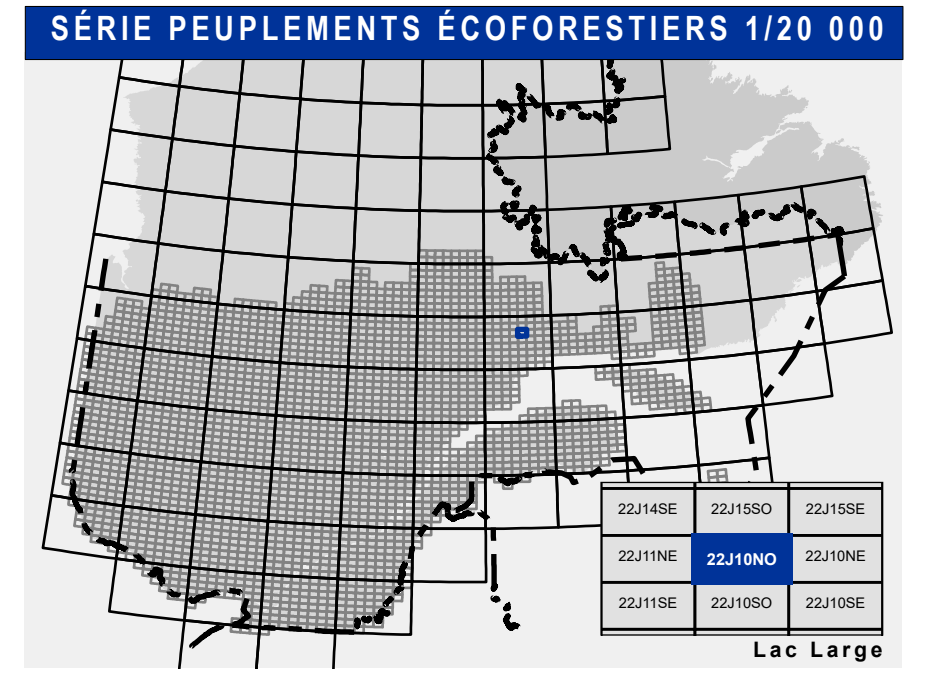 SÉRIE PEUPLEMENTS ÉCOFORESTIERS 1/20 000
22J14SE 22J15SO 22J15SE
22J11NE 22J10NO 22J10NE
22J11SE 22J10SO 22J10SE
Lac Large